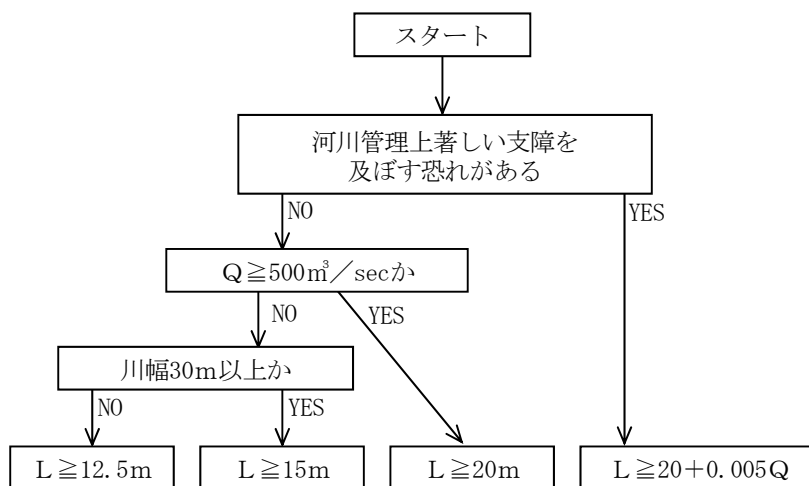 スタート
河川管理上著しい支障を
及ぼす恐れがある
NO
YES
Q≧500㎥／secか
NO
YES
川幅30m以上か
NO
YES
L≧12.5m
L≧15m
L≧20m
L≧20＋0.005Q